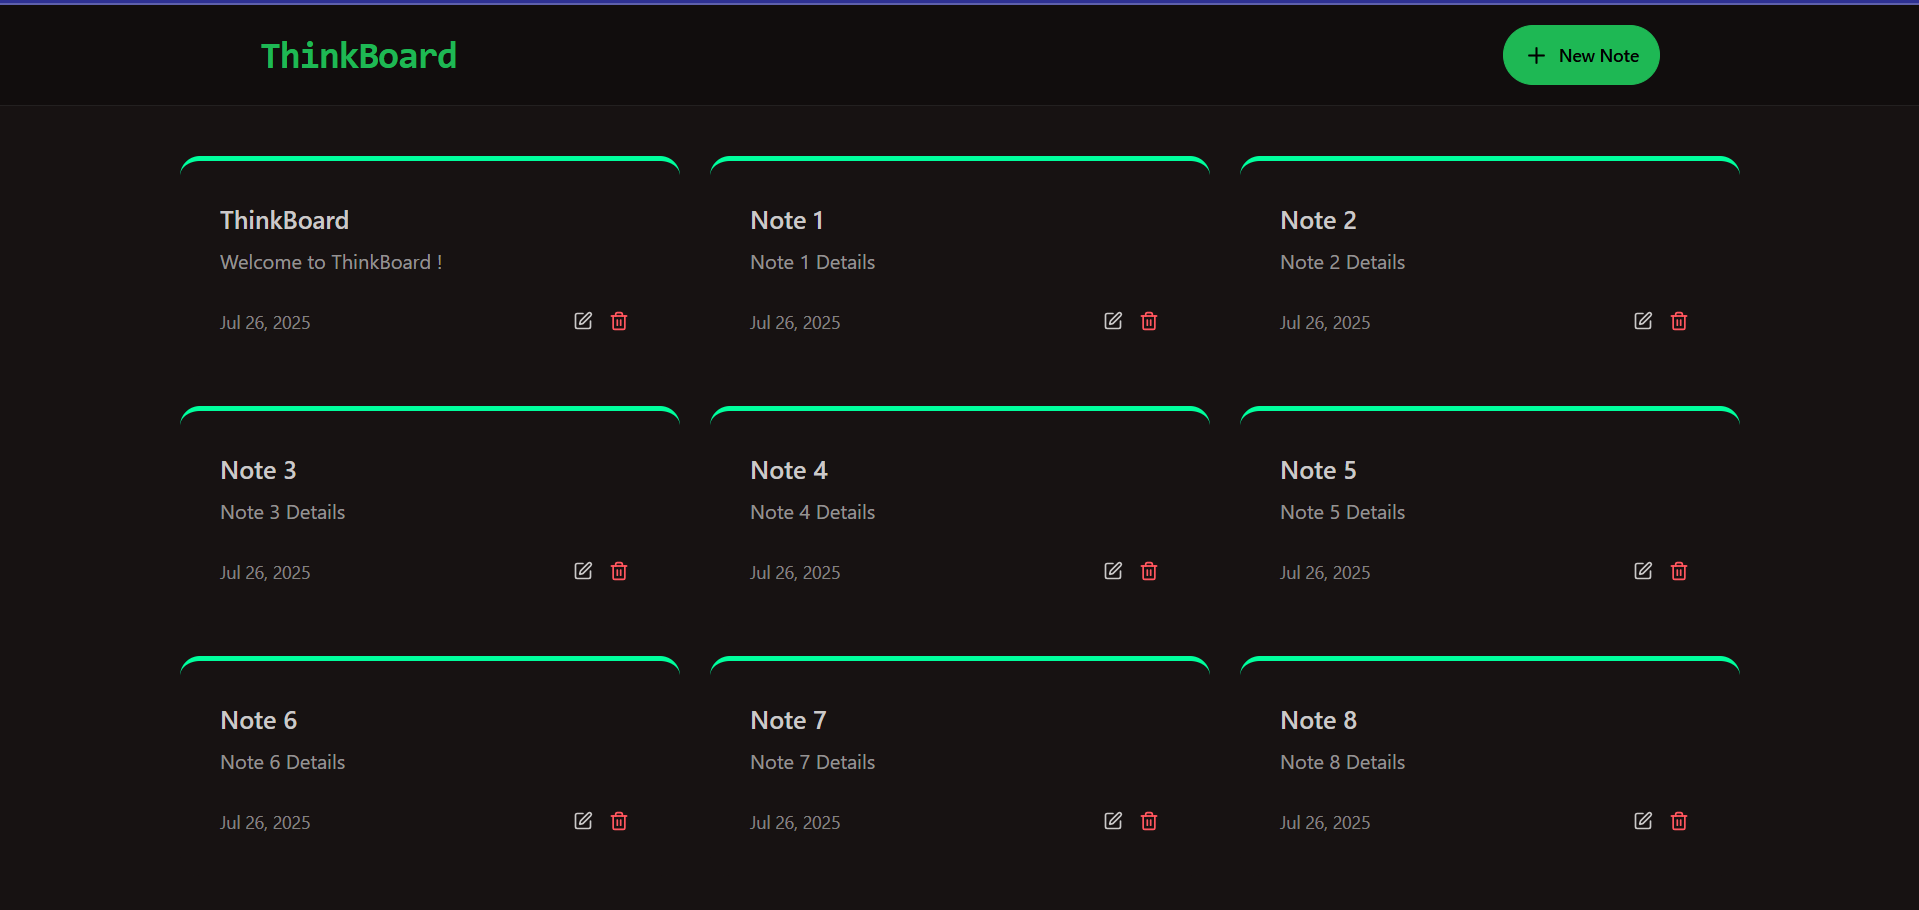 ThinkBoard
New Note
ThinkBoard
Welcome to ThinkBoard !
Jul 26, 2025
Note 1
Note 1 Details
Jul 26, 2025
Note 2
Note 2 Details
Jul 26, 2025
Note 3
Note 3 Details
Jul 26, 2025
Note 4
Note 4 Details
Jul 26, 2025
Note 5
Note 5 Details
Jul 26, 2025
Note 6
Note 6 Details
Jul 26, 2025
Note 7
Note 7 Details
Jul 26, 2025
Note 8
Note 8 Details
Jul 26, 2025